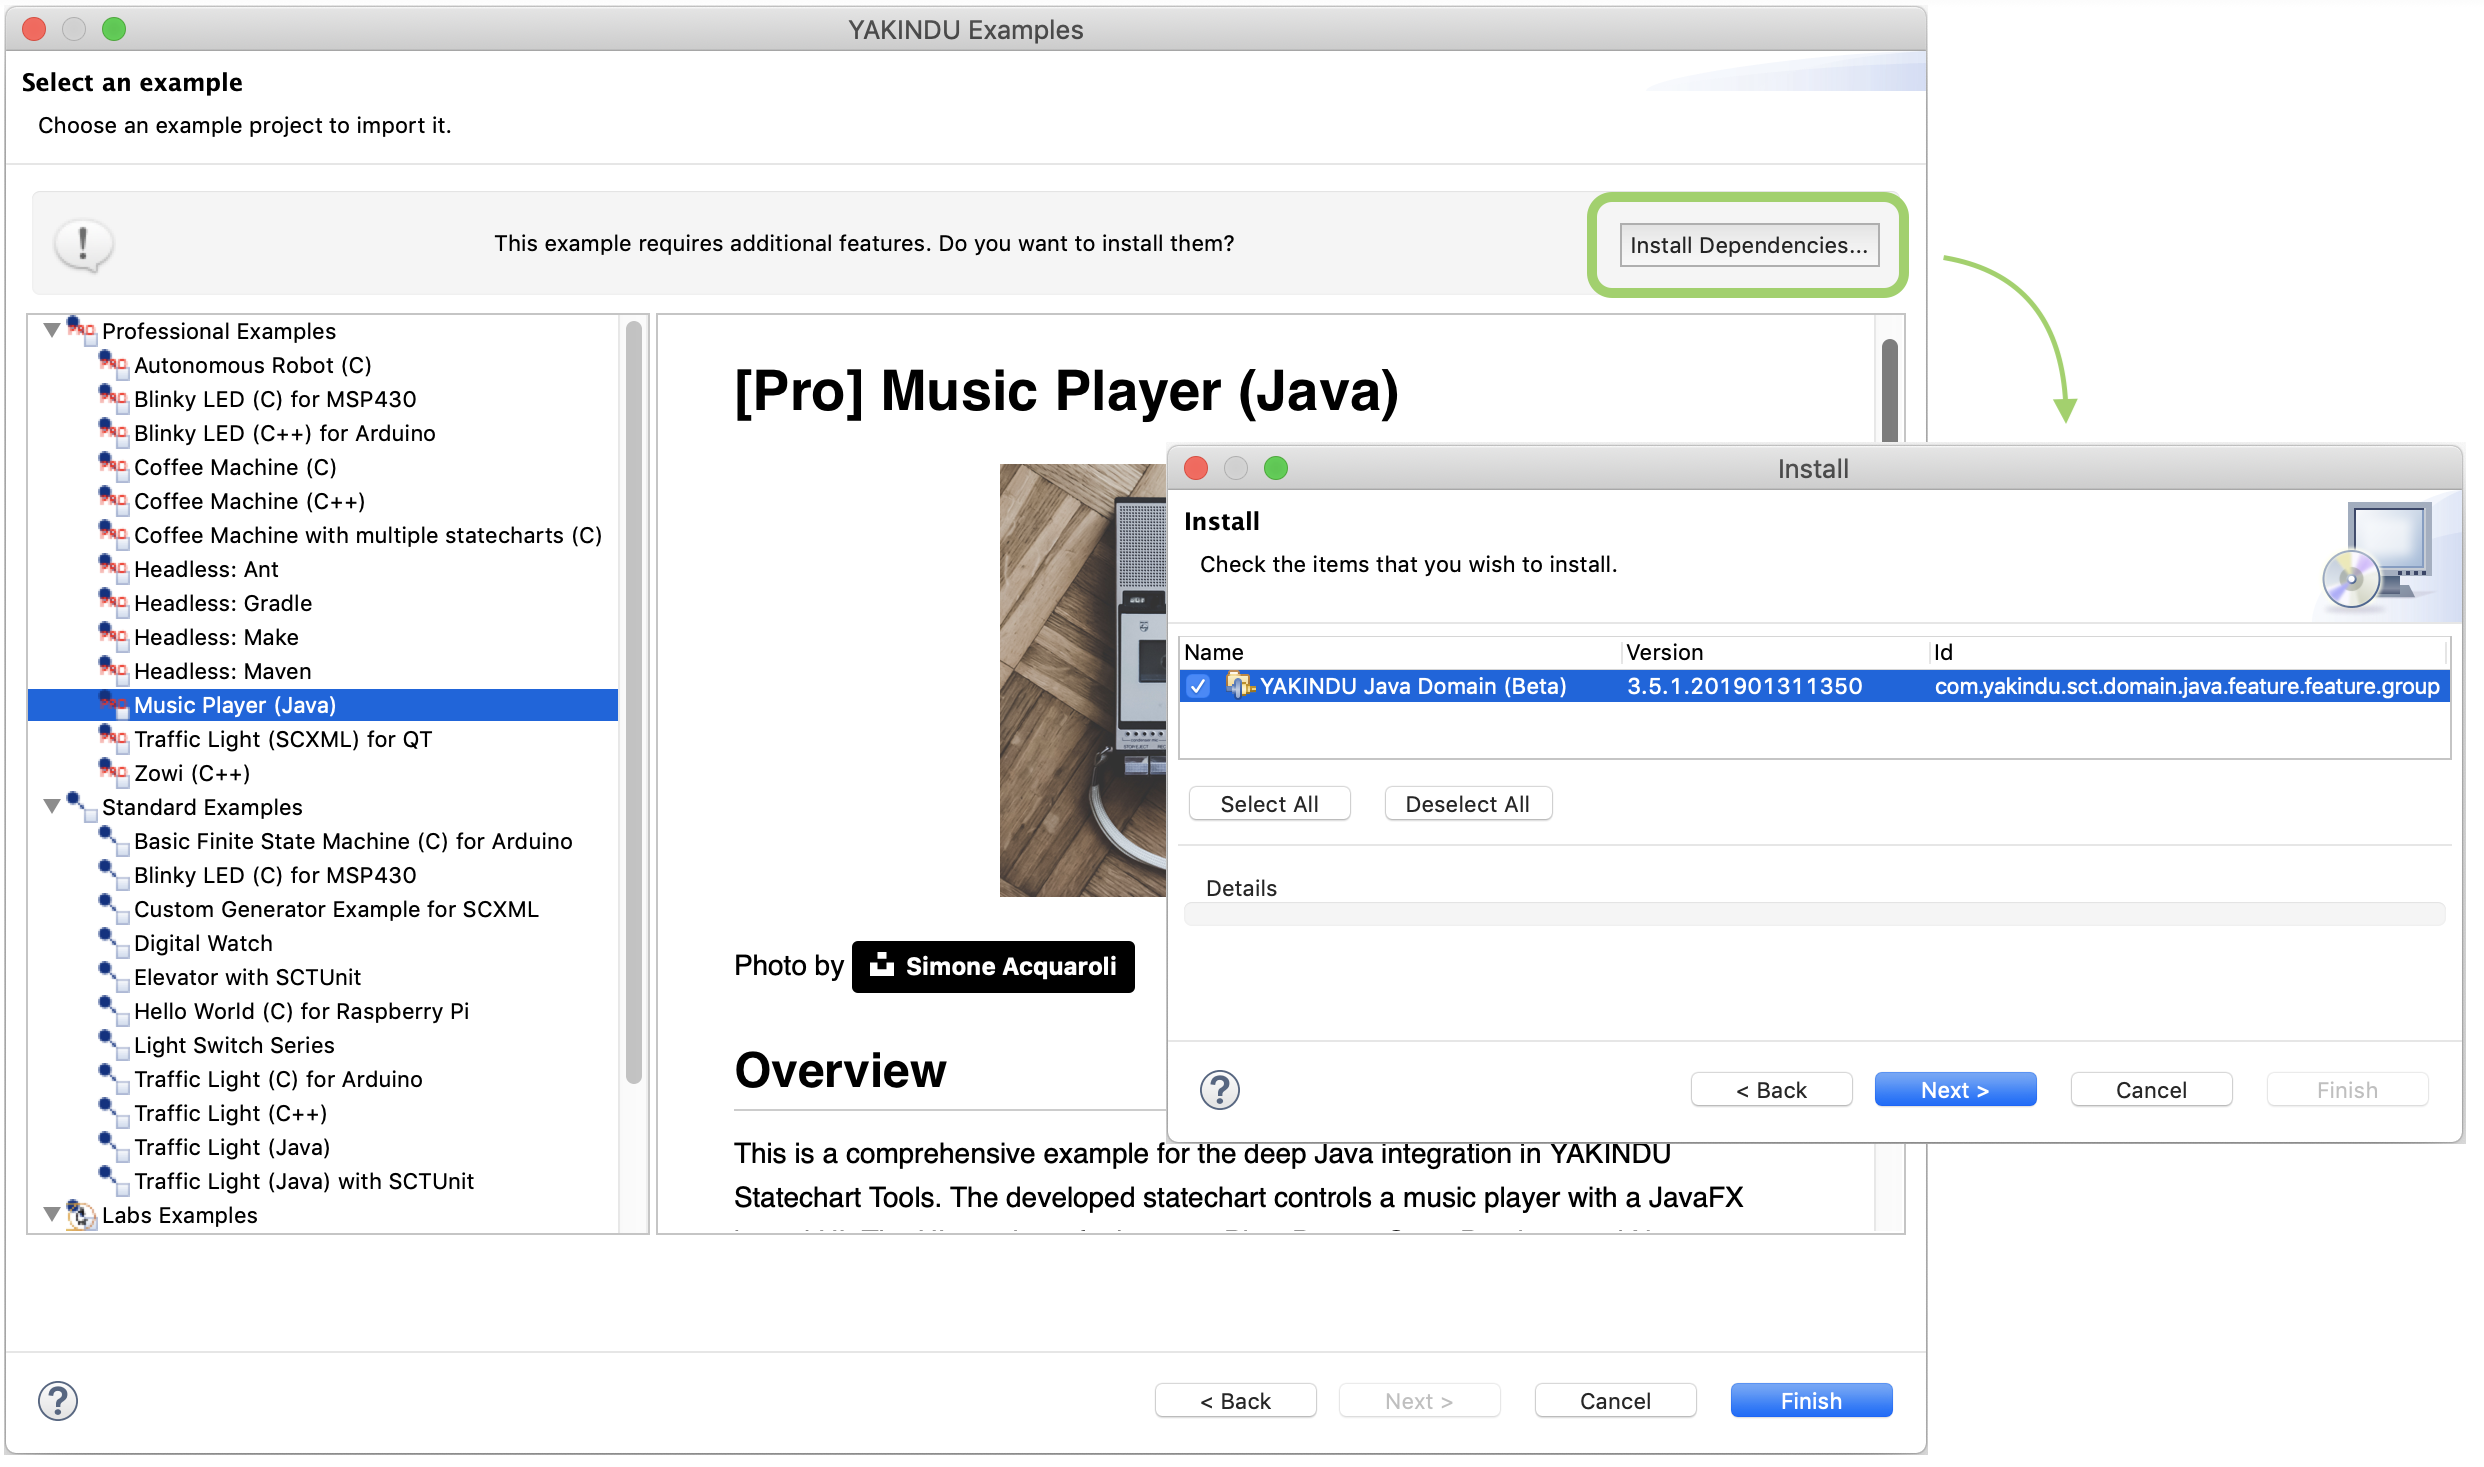 YAKINDU Examples
Select an example
Choose an example project to import it.
This example requires additional features. Do you want to install them?
Install Dependencies...
Professional Examples
Autonomous Robot (C)
Blinky LED (C) for MSP430
Blinky LED (C++) for Arduino
Coffee Machine (C)
Coffee Machine (C++)
Coffee Machine with multiple statecharts (C)
Headless: Ant
Headless: Gradle
Headless: Make
Headless: Maven
Music Player (Java)
Traffic Light (SCXML) for QT
Zowi (C++)
Standard Examples
Basic Finite State Machine (C) for Arduino
Blinky LED (C) for MSP430
Custom Generator Example for SCXML
Digital Watch
Elevator with SCTUnit
Hello World (C) for Raspberry Pi
Light Switch Series
Traffic Light (C) for Arduino
Traffic Light (C++)
Traffic Light (Java)
Traffic Light (Java) with SCTUnit
Labs Examples
[Pro] Music Player (Java)
Photo by Simone Acquaroli
Overview
This is a comprehensive example for the deep Java integration in YAKINDU
Statechart Tools. The developed statechart controls a music player with a JavaFX
< Back
Next >
Cancel
Finish
Install
Install
Check the items that you wish to install.
Name Version Id
YAKINDU Java Domain (Beta) 3.5.1.201901311350 com.yakindu.sct.domain.java.feature.feature.group
Select All
Deselect All
Details
< Back
Next >
Cancel
Finish